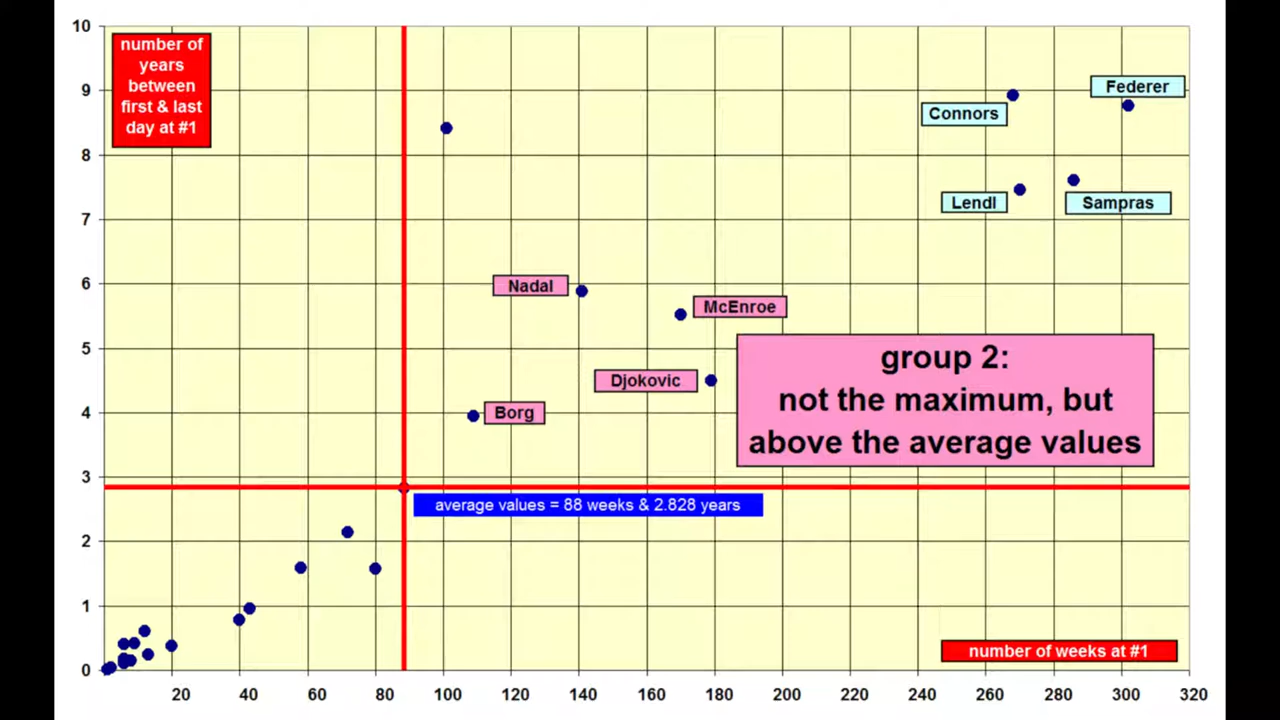 10
number of
years
between
first & last
day at #1
9
8
7
6
5
4
3
2
1
0
Federer
Connors
Lendl
Sampras
Nadal
McEnroe
Djokovic
Borg
group 2:
not the maximum, but
above the average values
average values = 88 weeks & 2.828 years
number of weeks at #1
20 40 60 80 100 120 140 160 180 200 220 240 260 280 300 320